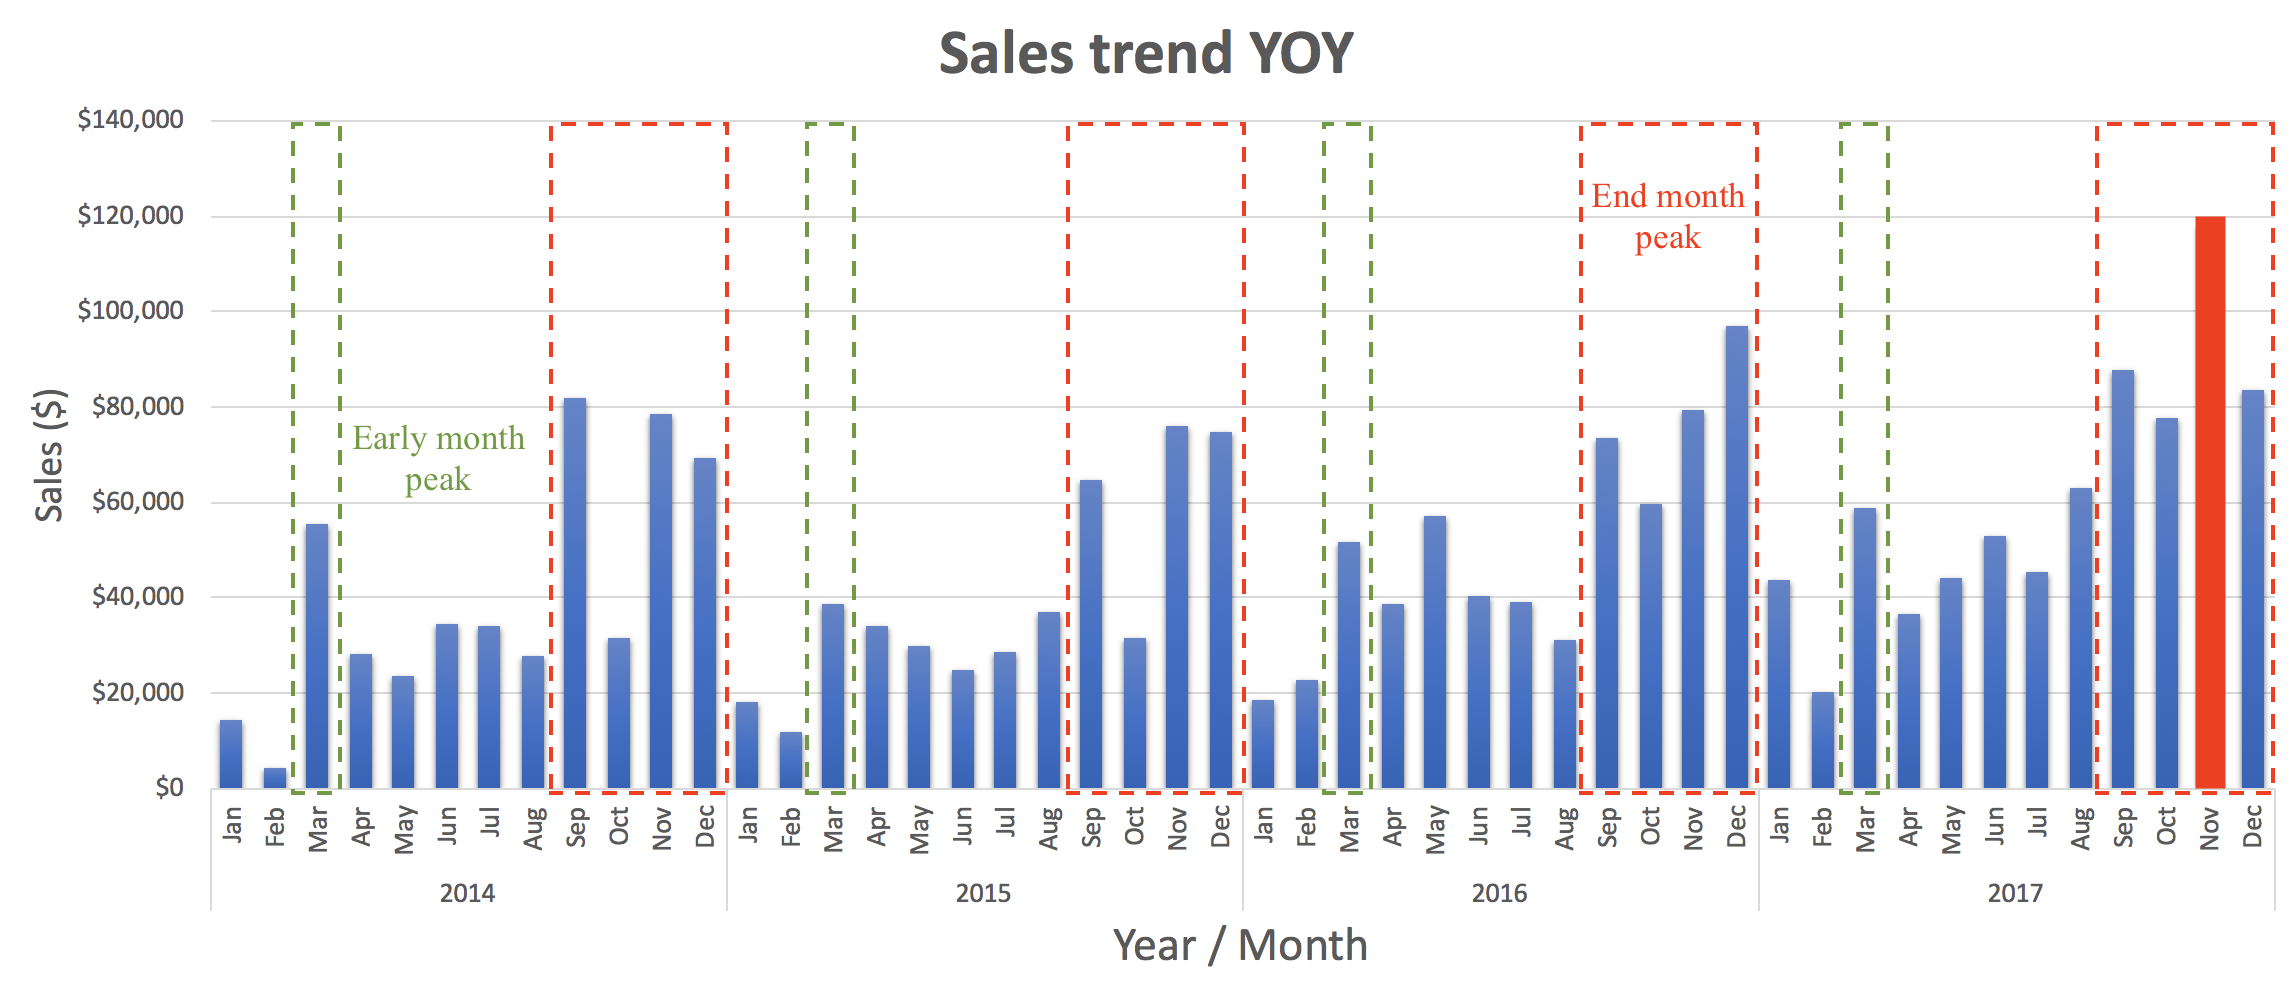 Sales trend YOY
$140,000
$120,000
$100,000
$80,000
$60,000
$40,000
$20,000
$0
Sales ($)
Early month
peak
End month
peak
Jan Feb Mar Apr May Jun Jul Aug Sep Oct Nov Dec Jan Feb Mar Apr May Jun Jul Aug Sep Oct Nov Dec Jan Feb Mar Apr May Jun Jul Aug Sep Oct Nov Dec Jan Feb Mar Apr May Jun Jul Aug Sep Oct Nov Dec
2014 2015 2016 2017
Year / Month